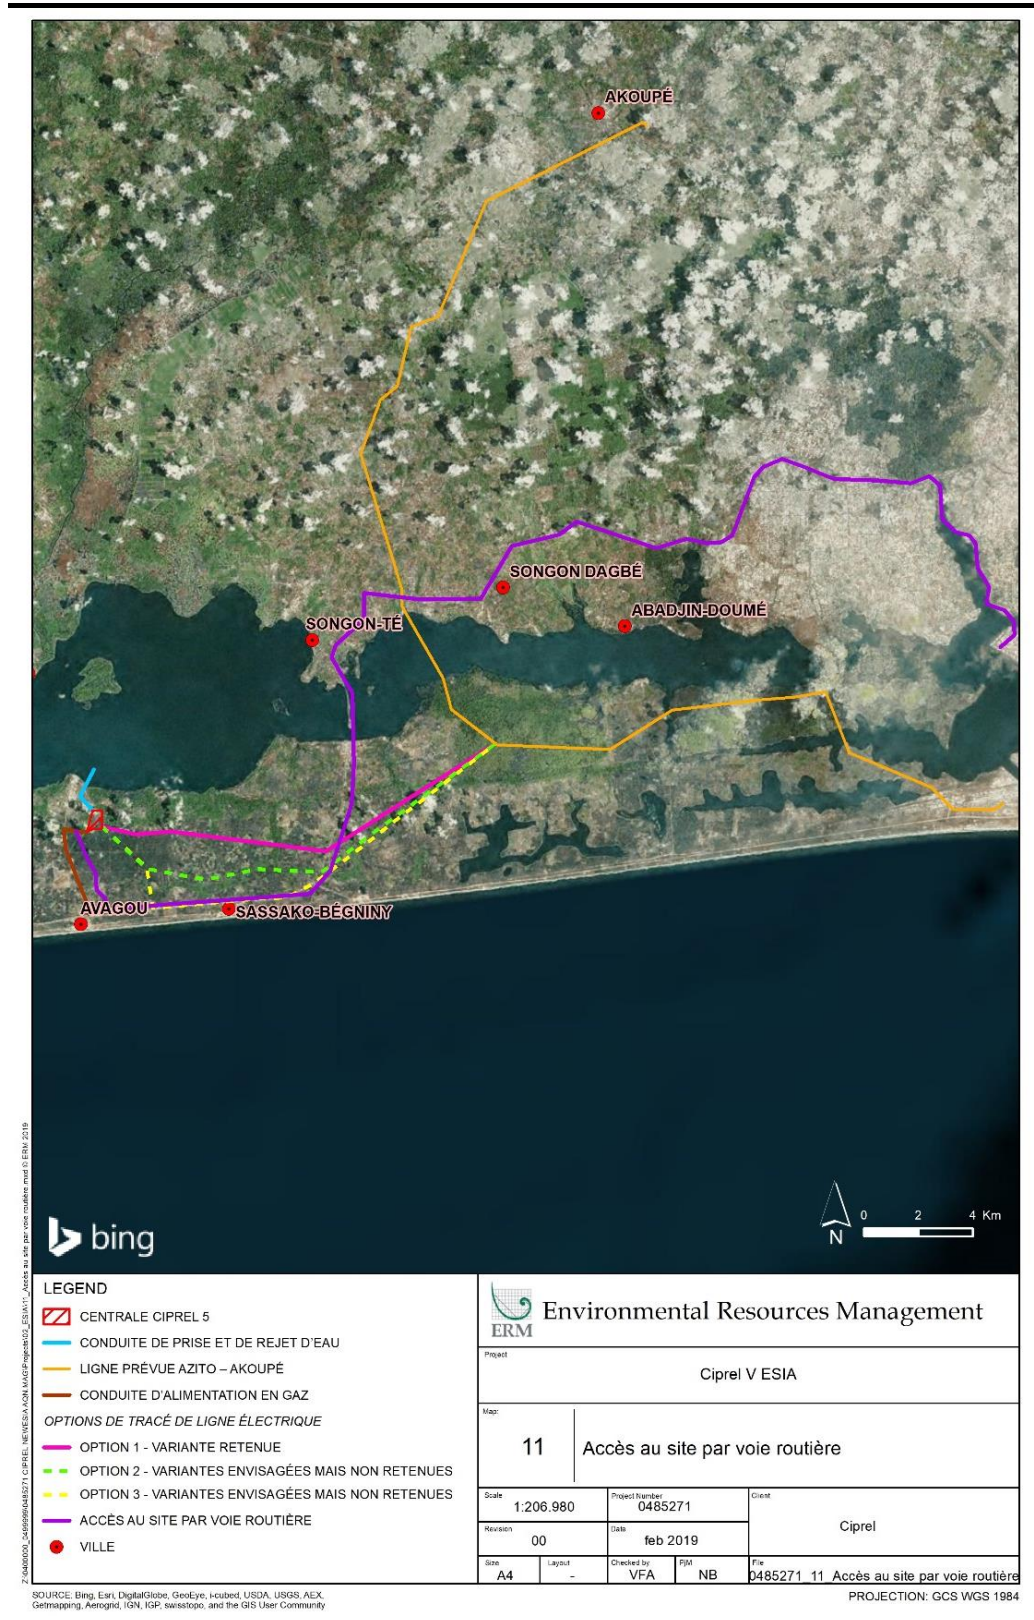 AKOUPÉ
SONGON DAGBÉ
ABADJIN-DOUMÉ
SONGON-TÉ
AVAGOU
SASSAKO-BÉGNINY
bing
N
0 2 4 Km
LEGEND
CENTRALE CIPREL 5
CONDUITE DE PRISE ET DE REJET D'EAU
LIGNE PRÉVUE AZITO – AKOUPÉ
CONDUITE D'ALIMENTATION EN GAZ
OPTIONS DE TRACÉ DE LIGNE ÉLECTRIQUE
OPTION 1 - VARIANTE RETENUE
OPTION 2 - VARIANTES ENVISAGÉES MAIS NON RETENUES
OPTION 3 - VARIANTES ENVISAGÉES MAIS NON RETENUES
ACCÈS AU SITE PAR VOIE ROUTIÈRE
VILLE
ERM
Environmental Resources Management
Project
Ciprel V ESIA
Map:
11
Accès au site par voie routière
Scale
1:206.980
Project Number
0485271
Client
Ciprel
Revision
00
Date
feb 2019
Size
A4
Layout
-
Checked by
VFA
PjM
NB
File
0485271_11_Accès au site par voie routière
SOURCE: Bing, Esri, DigitalGlobe, GeoEye, i-cubed, USDA, USGS, AEX,
Getmapping, Aerogrid, IGN, IGP, swisstopo, and the GIS User Community
PROJECTION: GCS WGS 1984